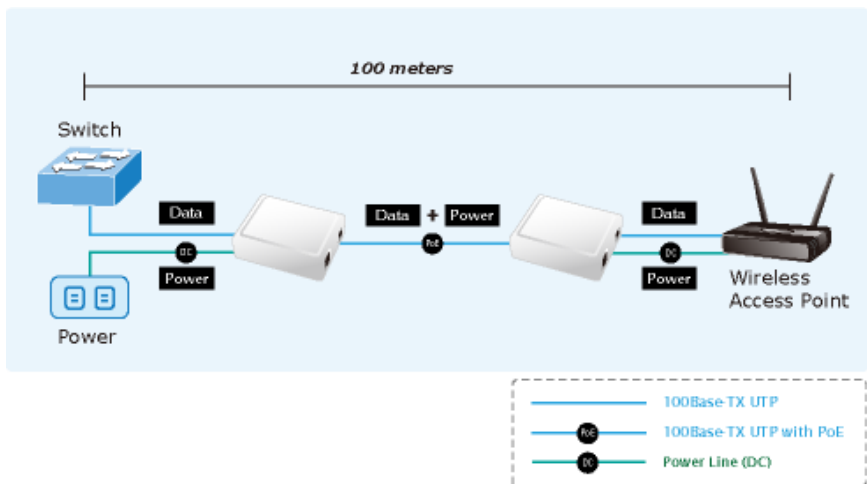 100 meters
Switch
Data
Data + Power
Data
DC
PoE
DC
Power
Power
Wireless
Access Point
Power
100Base-TX UTP
PoE
100Base-TX UTP with PoE
DC
Power Line (DC)